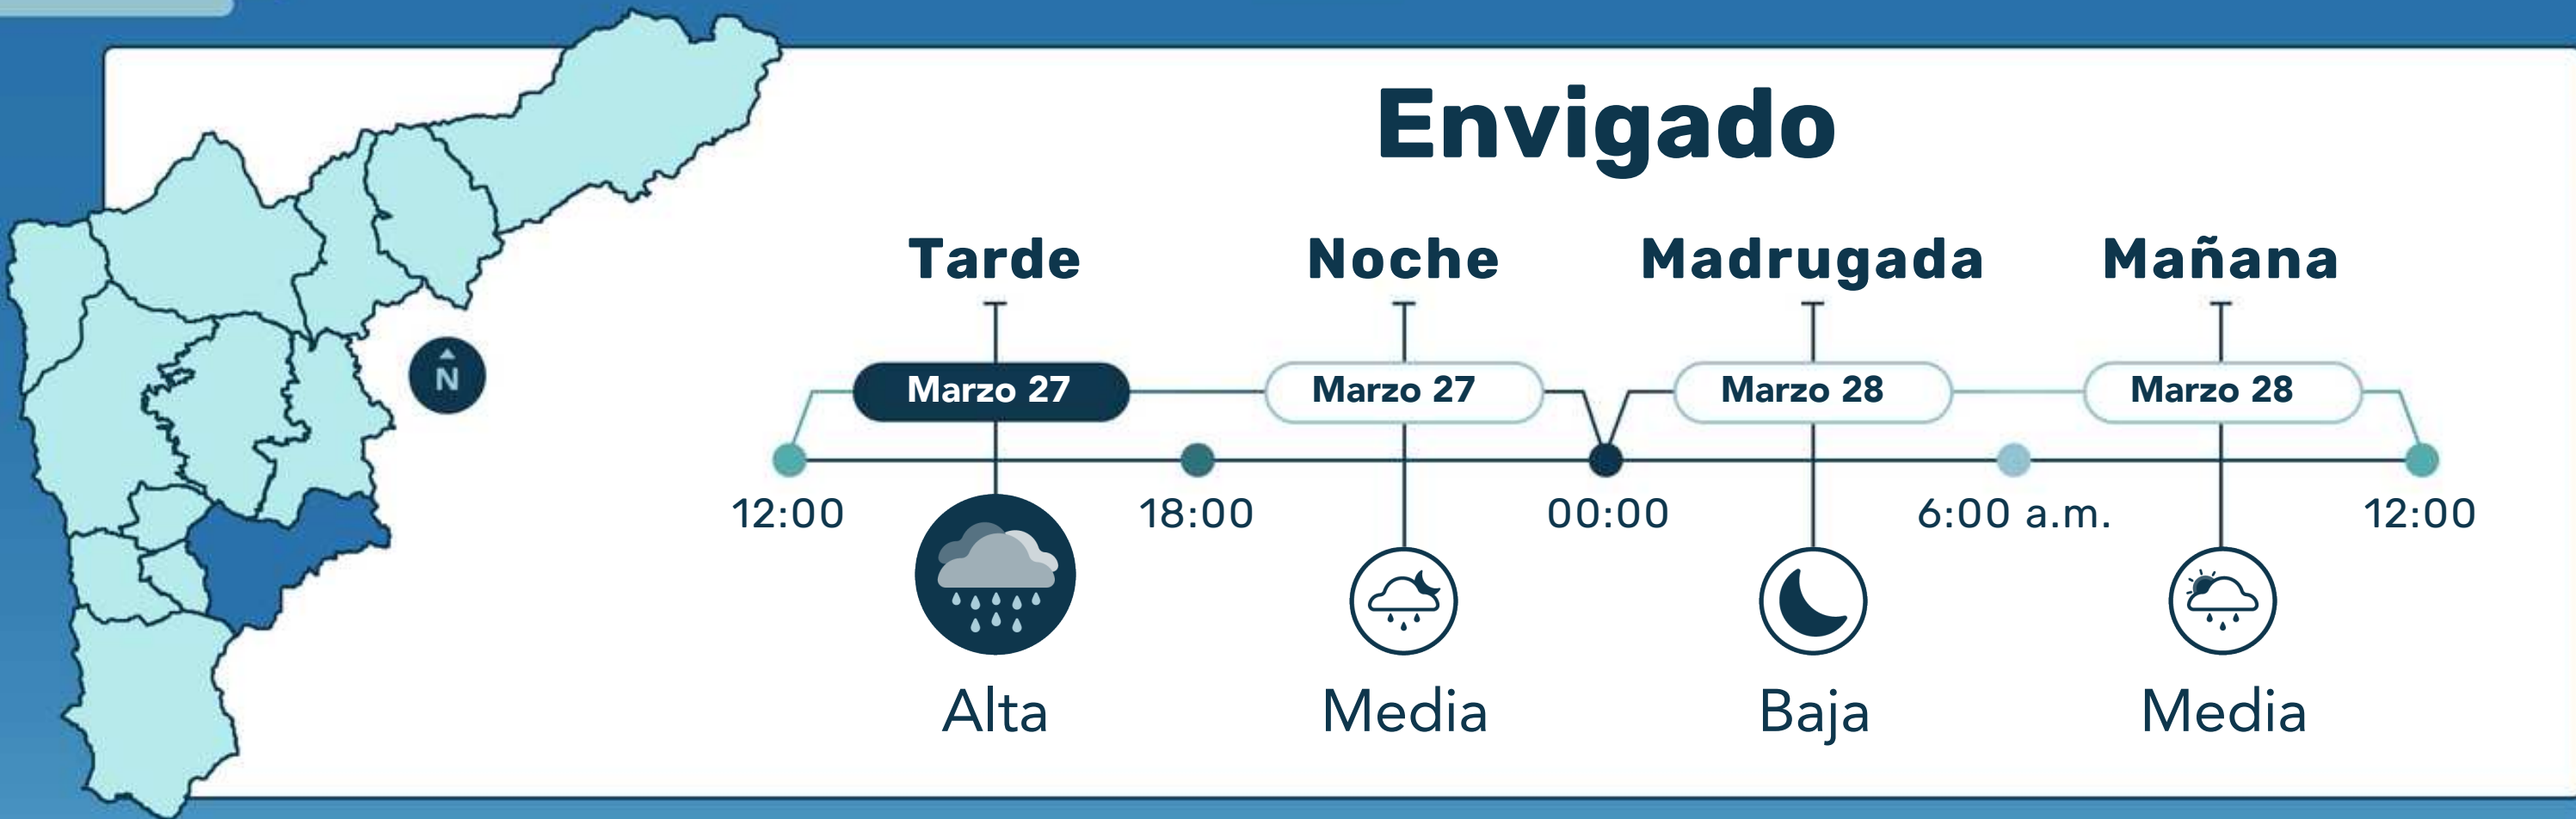 Envigado
Tarde Noche Madrugada Mañana
Marzo 27 Marzo 27 Marzo 28 Marzo 28
N
12:00 18:00 00:00 6:00 a.m. 12:00
Alta Media Baja Media